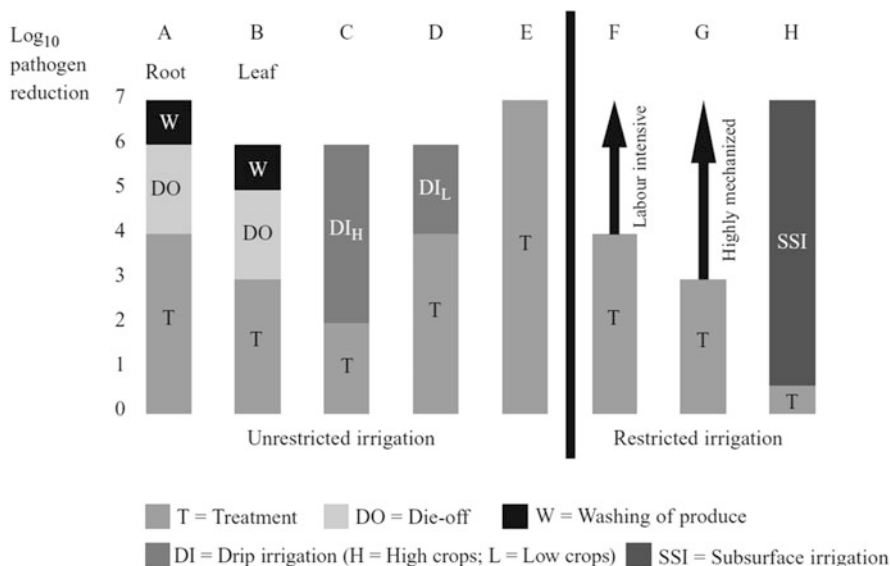 Log10 pathogen reduction
A B C D E F G H
Root Leaf
7
6
5
4
3
2
1
0
W
DO
T
W
DO
T
DIH
T
DIL
T
T
Labour intensive
T
Highly mechanized
T
SSI
T
Unrestricted irrigation
Restricted irrigation
T = Treatment
DO = Die-off
W = Washing of produce
DI = Drip irrigation (H = High crops; L = Low crops)
SSI = Subsurface irrigation